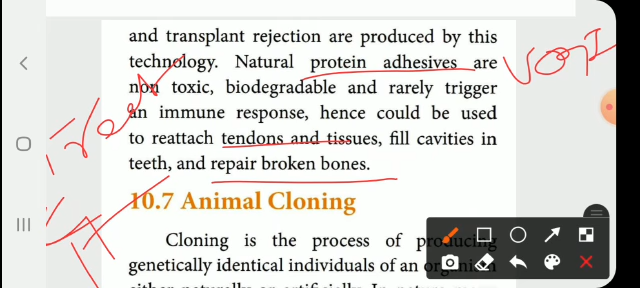 and transplant rejection are produced by this
technology. Natural protein adhesives are
non toxic, biodegradable and rarely trigger
an immune response, hence could be used
to reattach tendons and tissues, fill cavities in
teeth, and repair broken bones.
10.7 Animal Cloning
Cloning is the process of producing
genetically identical individuals of an organism